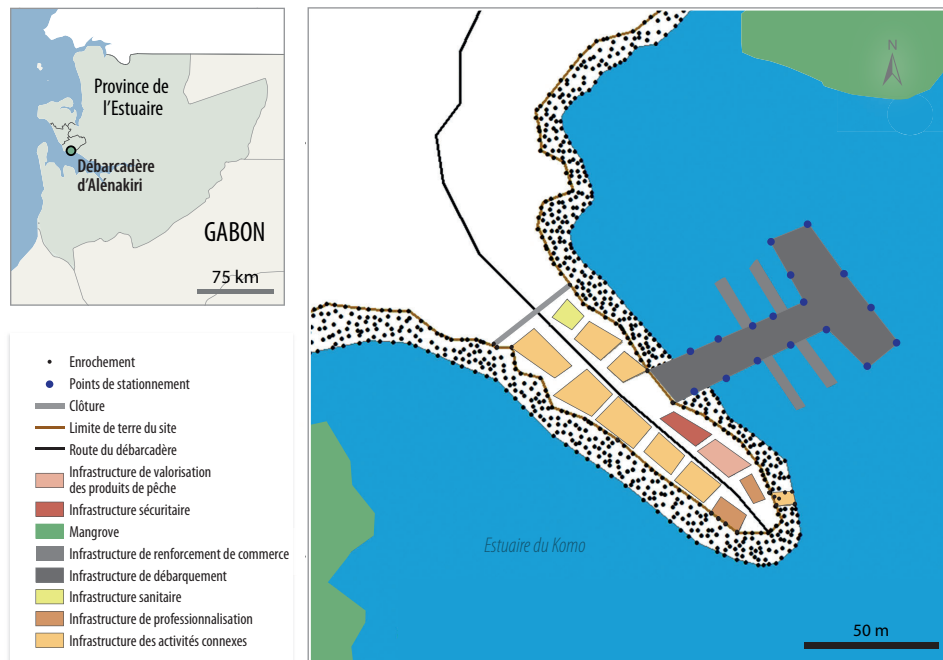 Province de
l'Estuaire
Débarcadère
d'Alénakiri
GABON
75 km
Enrochement
Points de stationnement
Clôture
Limite de terre du site
Route du débarcadère
Infrastructure de valorisation
des produits de pêche
Infrastructure sécuritaire
Mangrove
Infrastructure de renforcement de commerce
Infrastructure de débarquement
Infrastructure sanitaire
Infrastructure de professionnalisation
Infrastructure des activités connexes
N
Estuaire du Komo
50 m